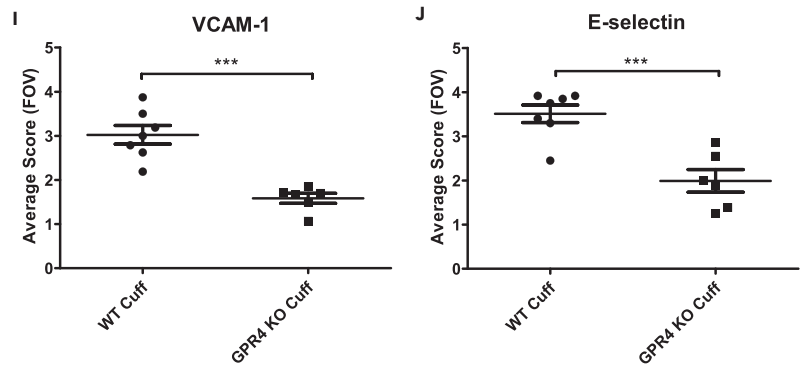 I
VCAM-1
Average Score (FOV)
5
4
3
2
1
0
***
WT Cuff
GPR4 KO Cuff
J
E-selectin
Average Score (FOV)
5
4
3
2
1
0
***
WT Cuff
GPR4 KO Cuff